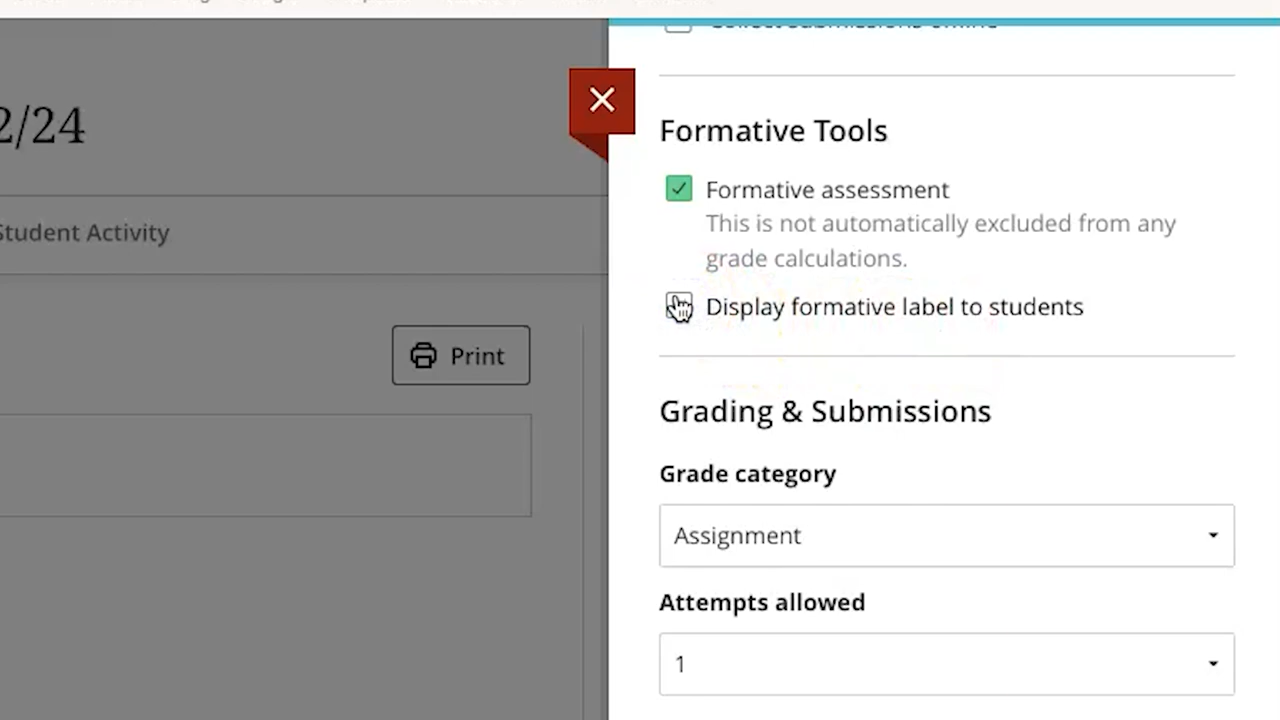 2/24
Student Activity
Print
Formative Tools
Formative assessment
This is not automatically excluded from any
grade calculations.
Display formative label to students
Grading & Submissions
Grade category
Assignment
Attempts allowed
1